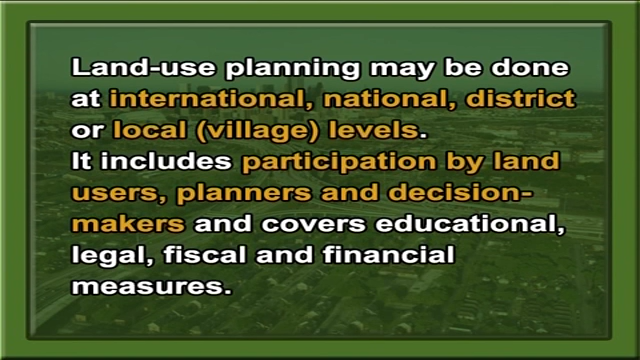 Land-use planning may be done
at international, national, district
or local (village) levels.
It includes participation by land
users, planners and decision-
makers and covers educational,
legal, fiscal and financial
measures.